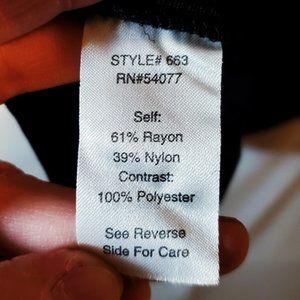 STYLE# 663
RN#54077
Self:
61% Rayon
39% Nylon
Contrast:
100% Polyester
See Reverse
Side For Care